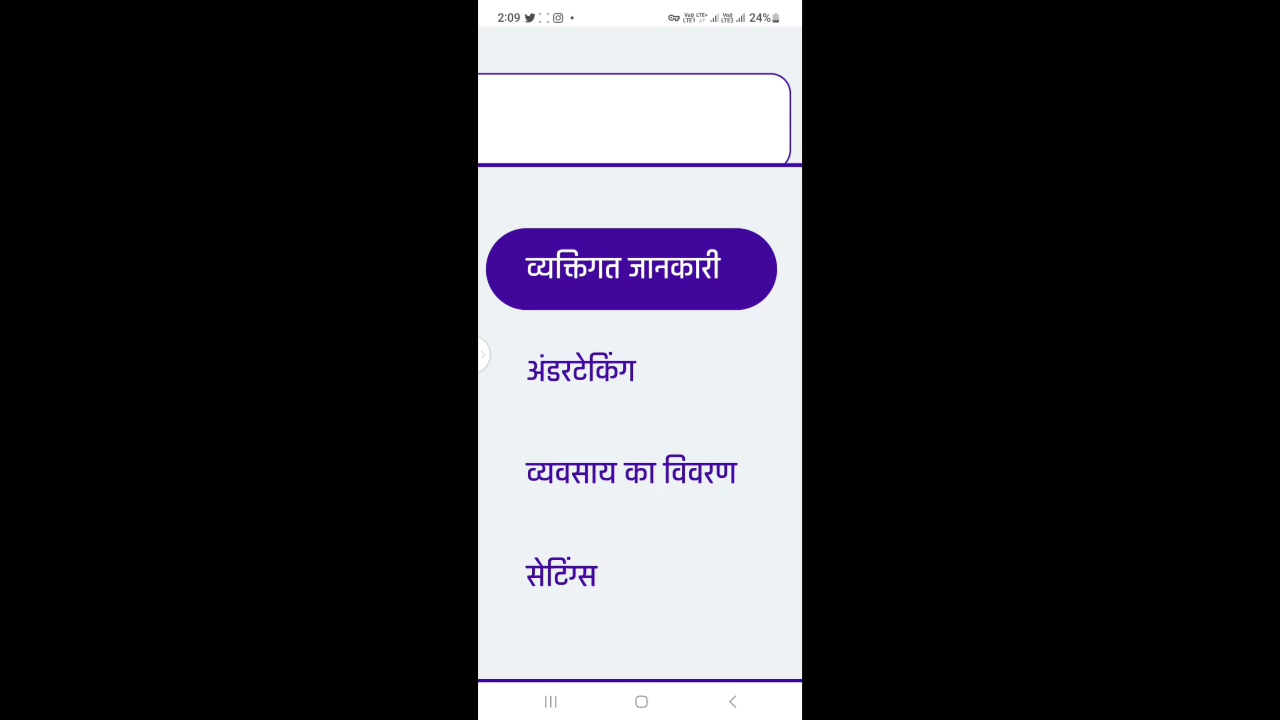 2:09
24%
व्यक्तिगत जानकारी
अंडरटेकिंग
व्यवसाय का विवरण
सेटिंग्स